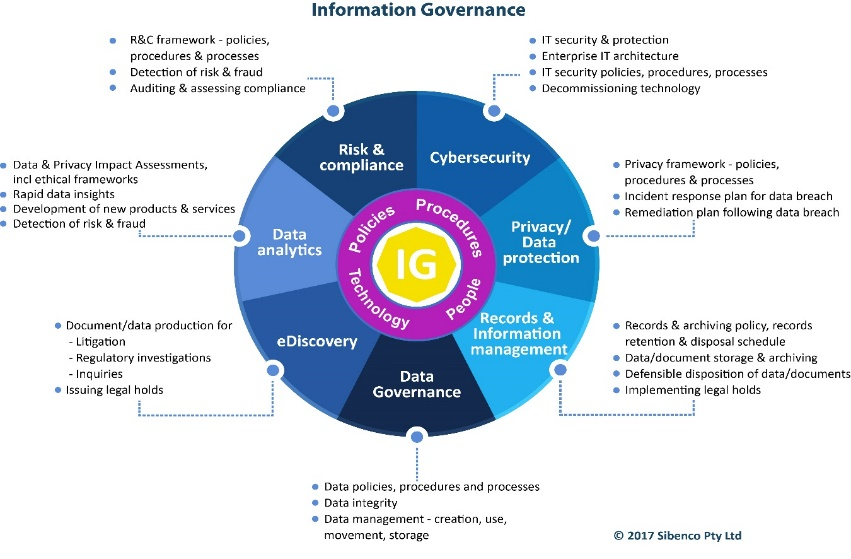 Information Governance
R&C framework - policies,
procedures & processes
Detection of risk & fraud
Auditing & assessing compliance
IT security & protection
Enterprise IT architecture
IT security policies, procedures, processes
Decommissioning technology
Data & Privacy Impact Assessments,
incl ethical frameworks
Rapid data insights
Development of new products & services
Detection of risk & fraud
Privacy framework - policies,
procedures & processes
Incident response plan for data breach
Remediation plan following data breach
Risk &
compliance
Cybersecurity
Data
analytics
Privacy/
Data
protection
Policies
Procedures
IG
Technology
People
eDiscovery
Records &
Information
management
Data
Governance
Document/data production for
- Litigation
- Regulatory investigations
- Inquiries
Issuing legal holds
Records & archiving policy, records
retention & disposal schedule
Data/document storage & archiving
Defensible disposition of data/documents
Implementing legal holds
Data policies, procedures and processes
Data integrity
Data management - creation, use,
movement, storage
© 2017 Sibenco Pty Ltd